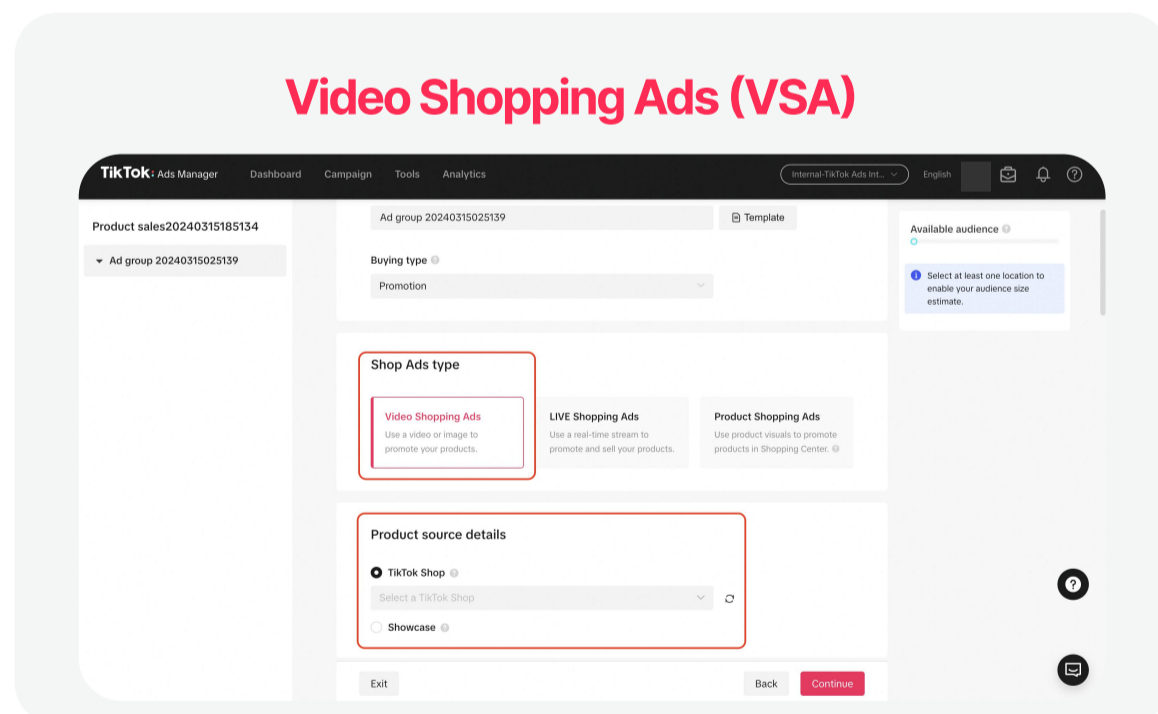 Video Shopping Ads (VSA)
TikTok: Ads Manager
Dashboard
Campaign
Tools
Analytics
Internal-TikTok Ads Int...
English
Product sales20240315185134
Ad group 20240315025139
Ad group 20240315025139
Template
Buying type
Promotion
Available audience
Select at least one location to
enable your audience size
estimate.
Shop Ads type
Video Shopping Ads
Use a video or image to
promote your products.
LIVE Shopping Ads
Use a real-time stream to
promote and sell your products.
Product Shopping Ads
Use product visuals to promote
products in Shopping Center.
Product source details
TikTok Shop
Select a TikTok Shop
Showcase
Exit
Back
Continue